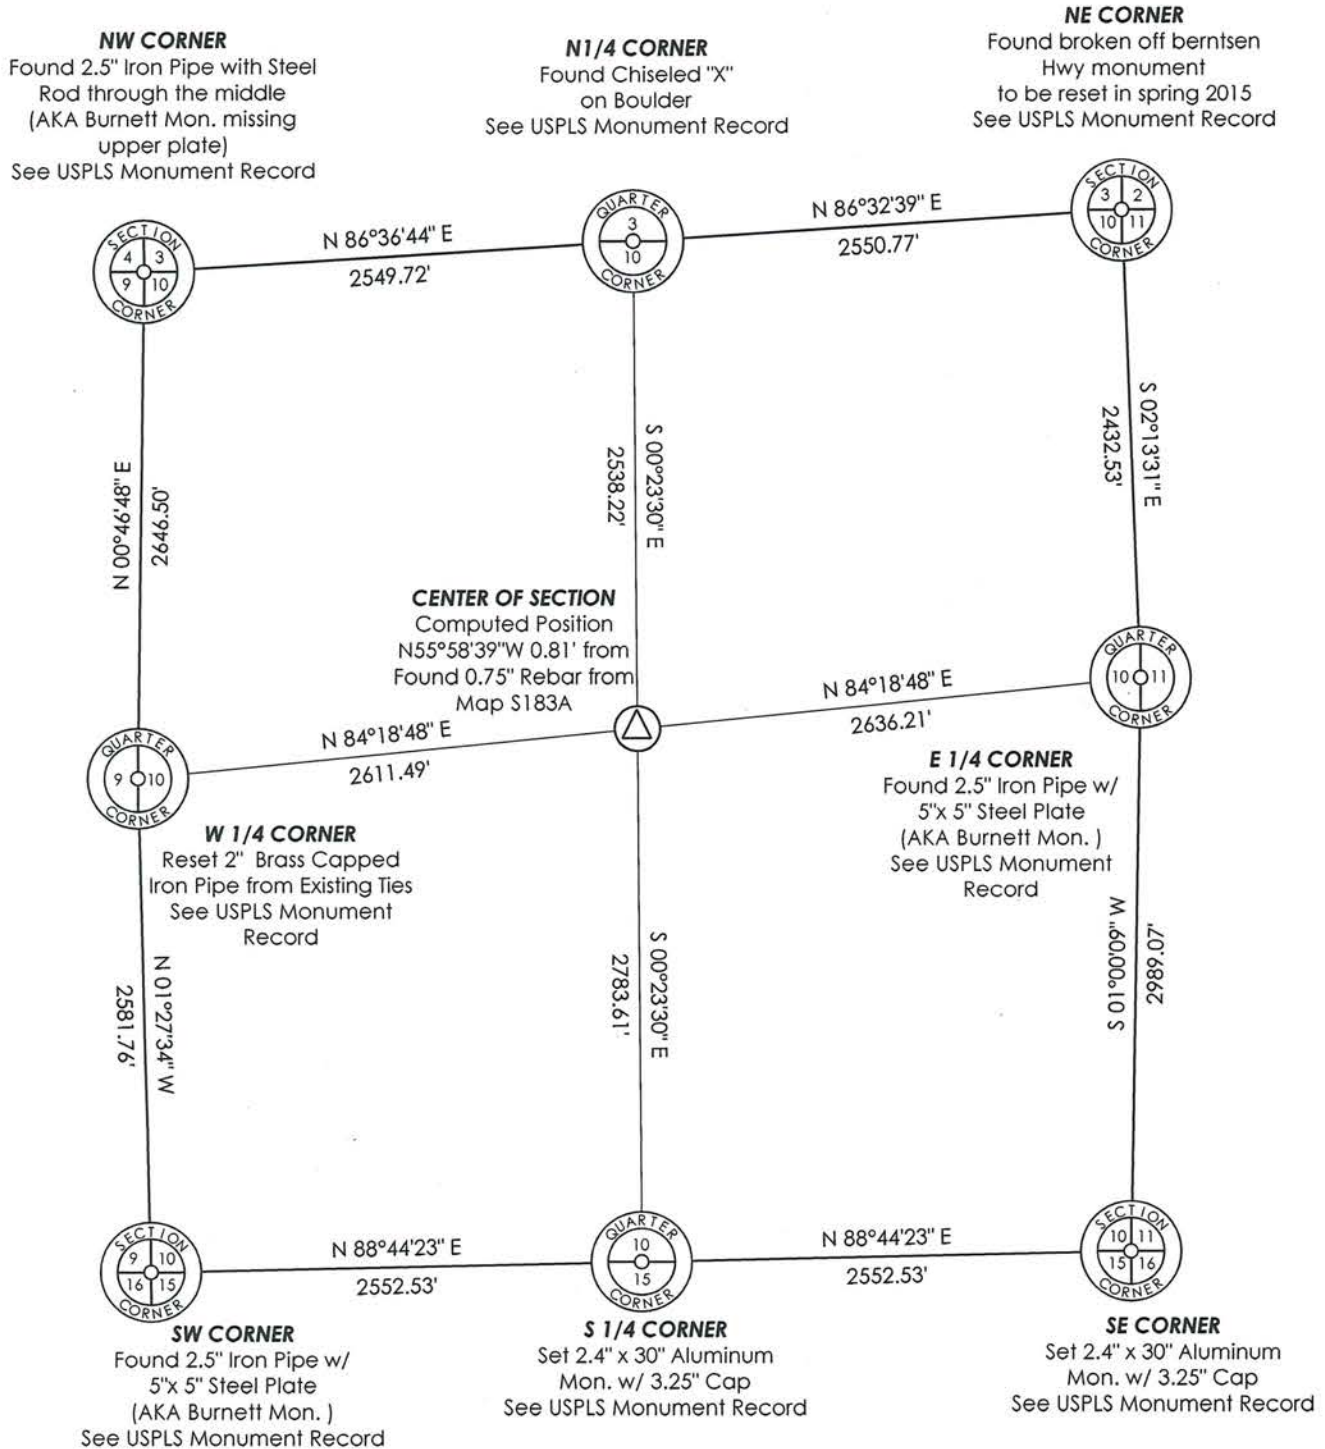 NW CORNER
Found 2.5" Iron Pipe with Steel
Rod through the middle
(AKA Burnett Mon. missing
upper plate)
See USPLS Monument Record
N1/4 CORNER
Found Chiseled "X"
on Boulder
See USPLS Monument Record
NE CORNER
Found broken off berntsen
Hwy monument
to be reset in spring 2015
See USPLS Monument Record
SECTION
4 3
9 10
CORNER
N 86°36'44" E
2549.72'
QUARTER
3
10
CORNER
N 86°32'39" E
2550.77'
SECTION
3 2
10 11
CORNER
N 00°46'48" E
2646.50'
S 00°23'30" E
2538.22'
S 02°13'31" E
2432.53'
CENTER OF SECTION
Computed Position
N55°58'39"W 0.81' from
Found 0.75" Rebar from
Map S183A
QUARTER
9 10
CORNER
N 84°18'48" E
2611.49'
N 84°18'48" E
2636.21'
QUARTER
10 11
CORNER
W 1/4 CORNER
Reset 2" Brass Capped
Iron Pipe from Existing Ties
See USPLS Monument
Record
E 1/4 CORNER
Found 2.5" Iron Pipe w/
5"x 5" Steel Plate
(AKA Burnett Mon. )
See USPLS Monument
Record
N 01°27'34" W
2581.76'
S 00°23'30" E
2783.61'
S 01°00'09" W
2989.07'
SECTION
9 10
16 15
CORNER
N 88°44'23" E
2552.53'
QUARTER
10
15
CORNER
N 88°44'23" E
2552.53'
SECTION
10 11
15 16
CORNER
SW CORNER
Found 2.5" Iron Pipe w/
5"x 5" Steel Plate
(AKA Burnett Mon. )
See USPLS Monument Record
S 1/4 CORNER
Set 2.4" x 30" Aluminum
Mon. w/ 3.25" Cap
See USPLS Monument Record
SE CORNER
Set 2.4" x 30" Aluminum
Mon. w/ 3.25" Cap
See USPLS Monument Record